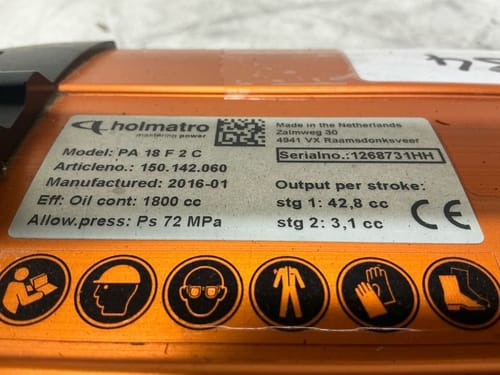 holmatro
mastering power
Made in the Netherlands
Zalmweg 30
4941 VX Raamsdonksveer
Model: PA 18 F 2 C
Serialno.: 1268731HH
Articleno.: 150.142.060
Manufactured: 2016-01
Eff: Oil cont: 1800 cc
Allow.press: Ps 72 MPa
Output per stroke:
stg 1: 42,8 cc
stg 2: 3,1 cc
CE